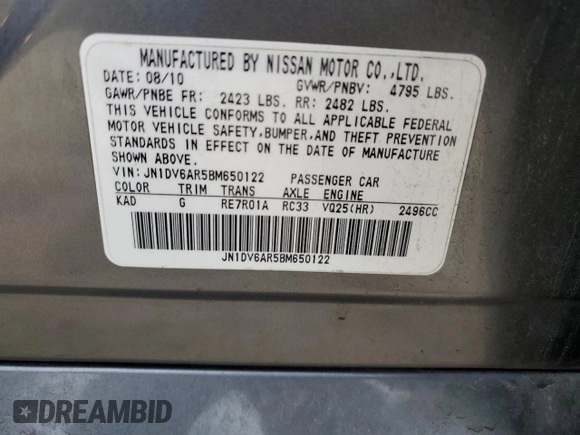 MANUFACTURED BY NISSAN MOTOR CO.,LTD.
DATE: 08/10 GVWR/PNBV: 4795 LBS.
GAWR/PNBE FR: 2423 LBS. RR: 2482 LBS.
THIS VEHICLE CONFORMS TO ALL APPLICABLE FEDERAL
MOTOR VEHICLE SAFETY,BUMPER,AND THEFT PREVENTION
STANDARDS IN EFFECT ON THE DATE OF MANUFACTURE
SHOWN ABOVE.
VIN: JN1DV6AR5BM650122 PASSENGER CAR
COLOR TRIM TRANS AXLE ENGINE
KAD G RE7R01A RC33 VQ25(HR) 2496CC
JN1DV6AR5BM650122
DREAMBID